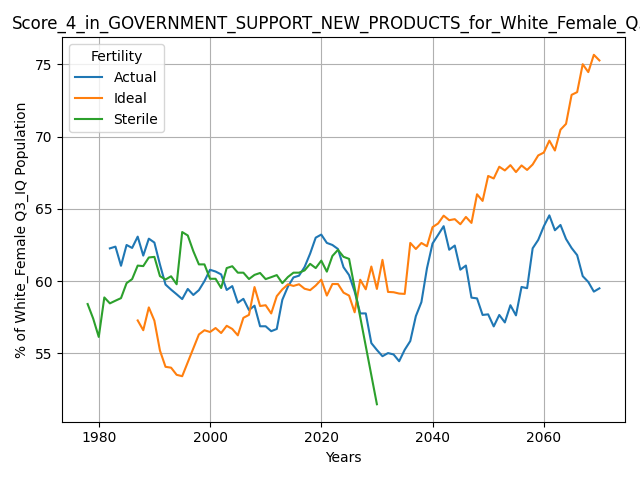 Score_4_in_GOVERNMENT_SUPPORT_NEW_PRODUCTS_for_White_Female_Q
Fertility
Actual
Ideal
Sterile
75
70
65
60
55
% of White_Female Q3_IQ Population
1980 2000 2020 2040 2060
Years